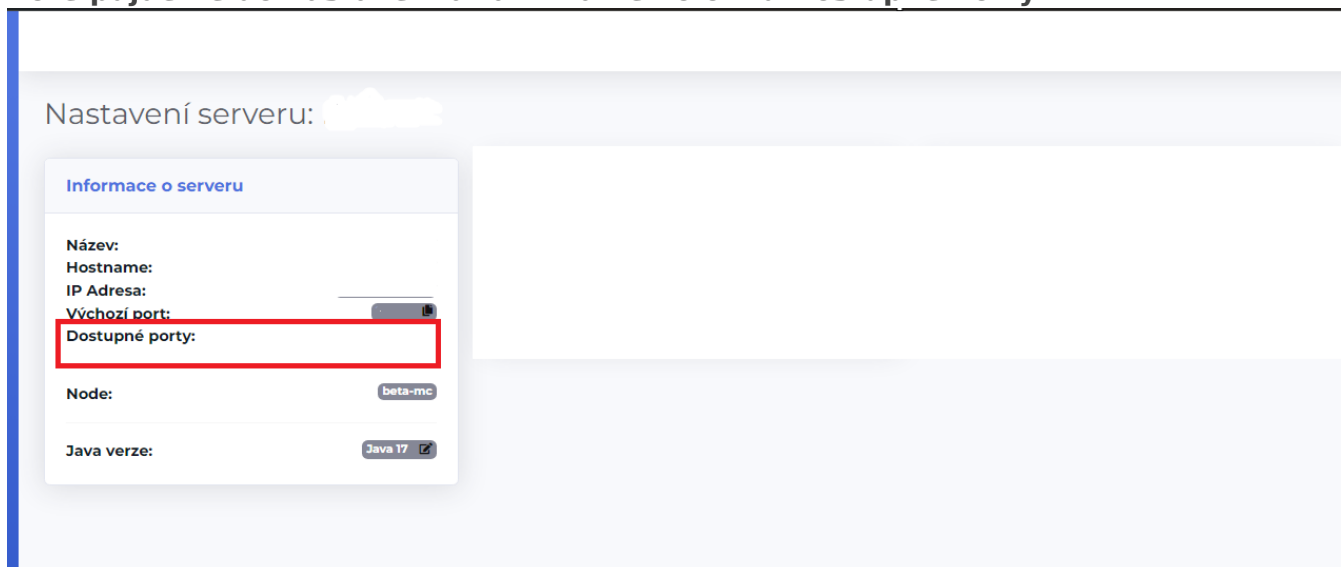 Nastavení serveru:
Informace o serveru
Název:
Hostname:
IP Adresa:
Výchozí port:
Dostupné porty:
Node: beta-mc
Java verze: Java 17